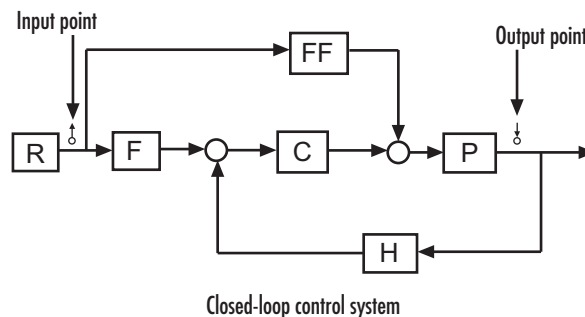 Input point
Output point
FF
R
F
C
P
H
Closed-loop control system